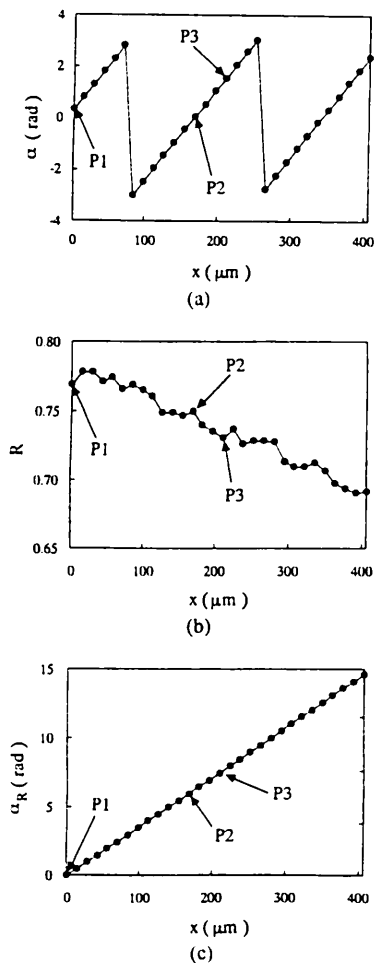 4
2
0
-2
-4
α ( rad )
P3
P1
P2
0
100
200
300
400
x ( μm )
(a)
0.80
0.75
0.70
0.65
R
P2
P1
P3
0
100
200
300
400
x ( μm )
(b)
15
10
5
0
αR ( rad )
P1
P3
P2
0
100
200
300
400
x ( μm )
(c)